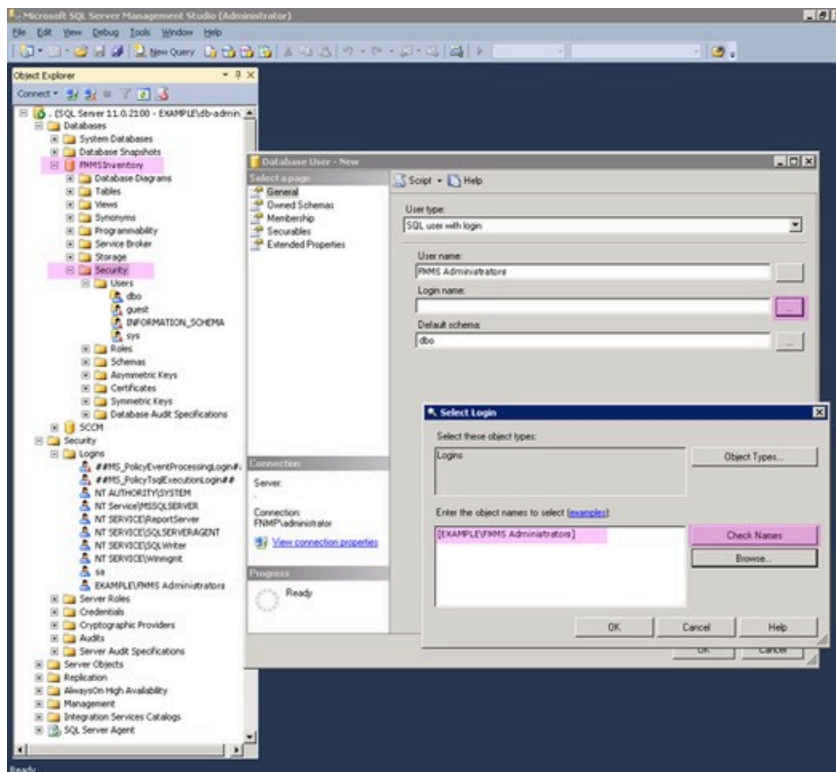 Microsoft SQL Server Management Studio (Administrator)
File Edit View Debug Tools Window Help
New Query
Object Explorer
Connect
. (SQL Server 11.0.2100 - EXAMPLE\db-admin
Databases
System Databases
Database Snapshots
FNMSInventory
Database Diagrams
Tables
Views
Synonyms
Programmability
Service Broker
Storage
Security
Users
dbo
guest
INFORMATION_SCHEMA
sys
Roles
Schemas
Asymmetric Keys
Certificates
Symmetric Keys
Database Audit Specifications
SCCM
Security
Logins
##MS_PolicyEventProcessingLogin#
##MS_PolicyTsqlExecutionLogin##
NT AUTHORITY\SYSTEM
NT Service\MSSQLSERVER
NT SERVICE\ReportServer
NT SERVICE\SQLSERVERAGENT
NT SERVICE\SQLWriter
NT SERVICE\Winmgmt
sa
EXAMPLE\FNMS Administrators
Server Roles
Credentials
Cryptographic Providers
Audits
Server Audit Specifications
Server Objects
Replication
AlwaysOn High Availability
Management
Integration Services Catalogs
SQL Server Agent
Ready
Database User - New
Select a page
General
Owned Schemas
Membership
Securables
Extended Properties
Connection
Server:
.
Connection:
FNMP\administrator
View connection properties
Progress
Ready
Script Help
User type:
SQL user with login
User name:
FNMS Administrators
...
Login name:
...
Default schema:
dbo
...
OK Cancel
Select Login
Select these object types:
Logins
Object Types...
Enter the object names to select (examples):
[EXAMPLE\FNMS Administrators]
Check Names
Browse...
OK Cancel Help